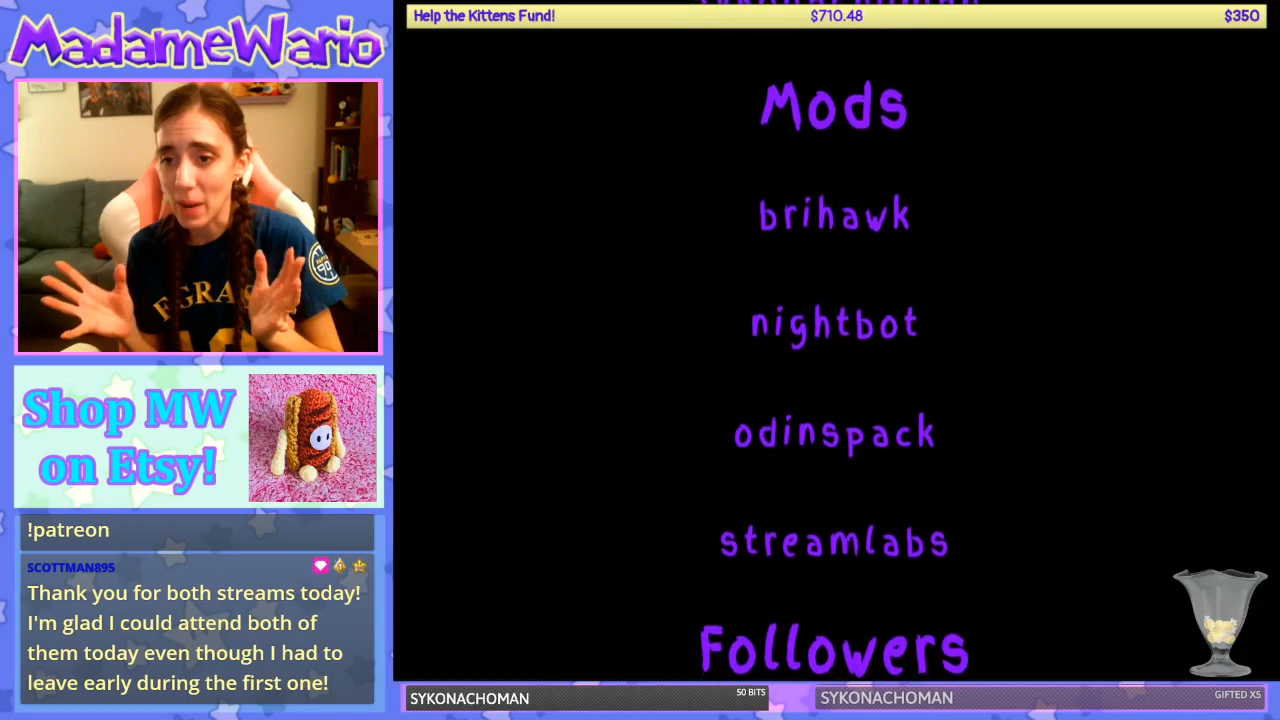 MadameWario
Shop MW
on Etsy!
!patreon
SCOTTMAN895
Thank you for both streams today!
I'm glad I could attend both of
them today even though I had to
leave early during the first one!
Help the Kittens Fund! $710.48 $350
Mods
brihawk
nightbot
odinspack
streamlabs
Followers
SYKONACHOMAN 50 BITS
SYKONACHOMAN GIFTED X5